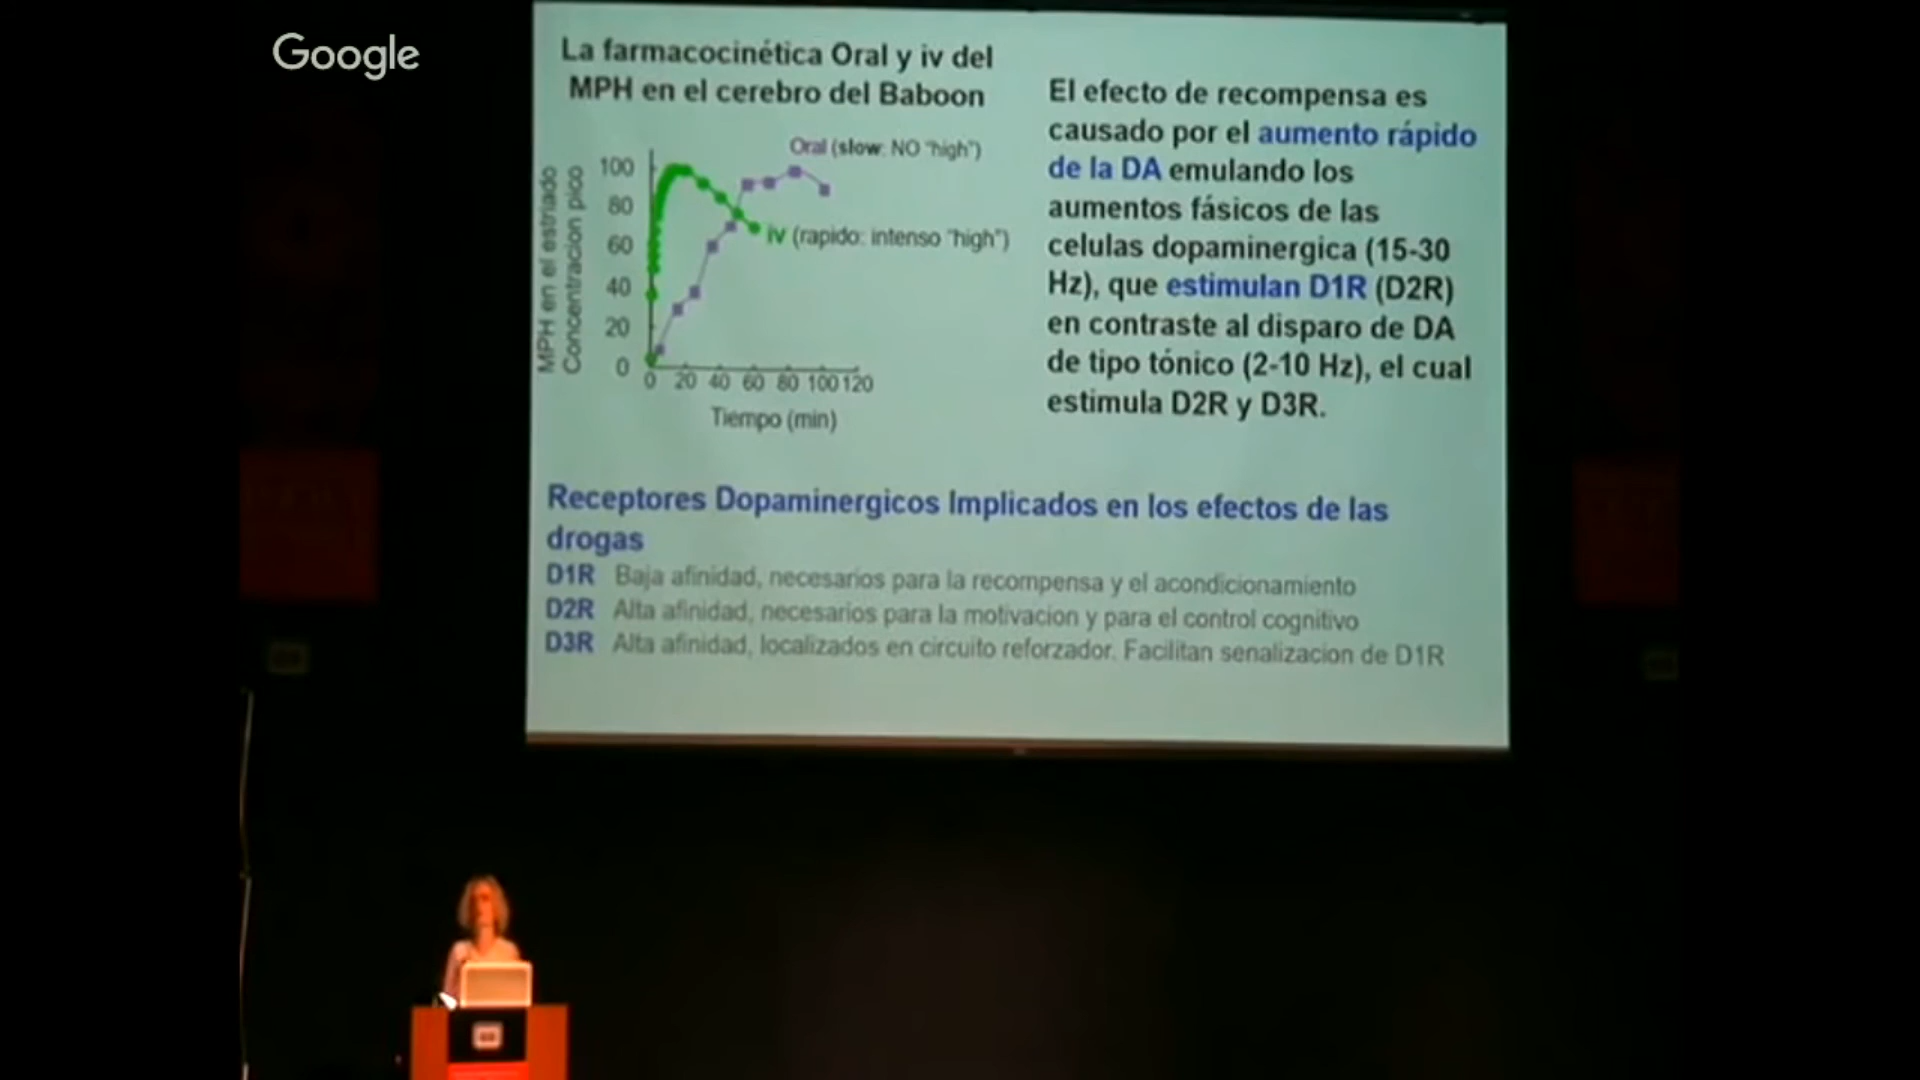 Google
La farmacocinética Oral y iv del
MPH en el cerebro del Baboon
MPH en el estriado
Concentracion pico
100
80
60
40
20
0
Oral (slow: NO "high")
iv (rapido: intenso "high")
0 20 40 60 80 100 120
Tiempo (min)
El efecto de recompensa es
causado por el aumento rápido
de la DA emulando los
aumentos fásicos de las
celulas dopaminergica (15-30
Hz), que estimulan D1R (D2R)
en contraste al disparo de DA
de tipo tónico (2-10 Hz), el cual
estimula D2R y D3R.
Receptores Dopaminergicos Implicados en los efectos de las
drogas
D1R Baja afinidad, necesarios para la recompensa y el acondicionamiento
D2R Alta afinidad, necesarios para la motivacion y para el control cognitivo
D3R Alta afinidad, localizados en circuito reforzador. Facilitan senalizacion de D1R